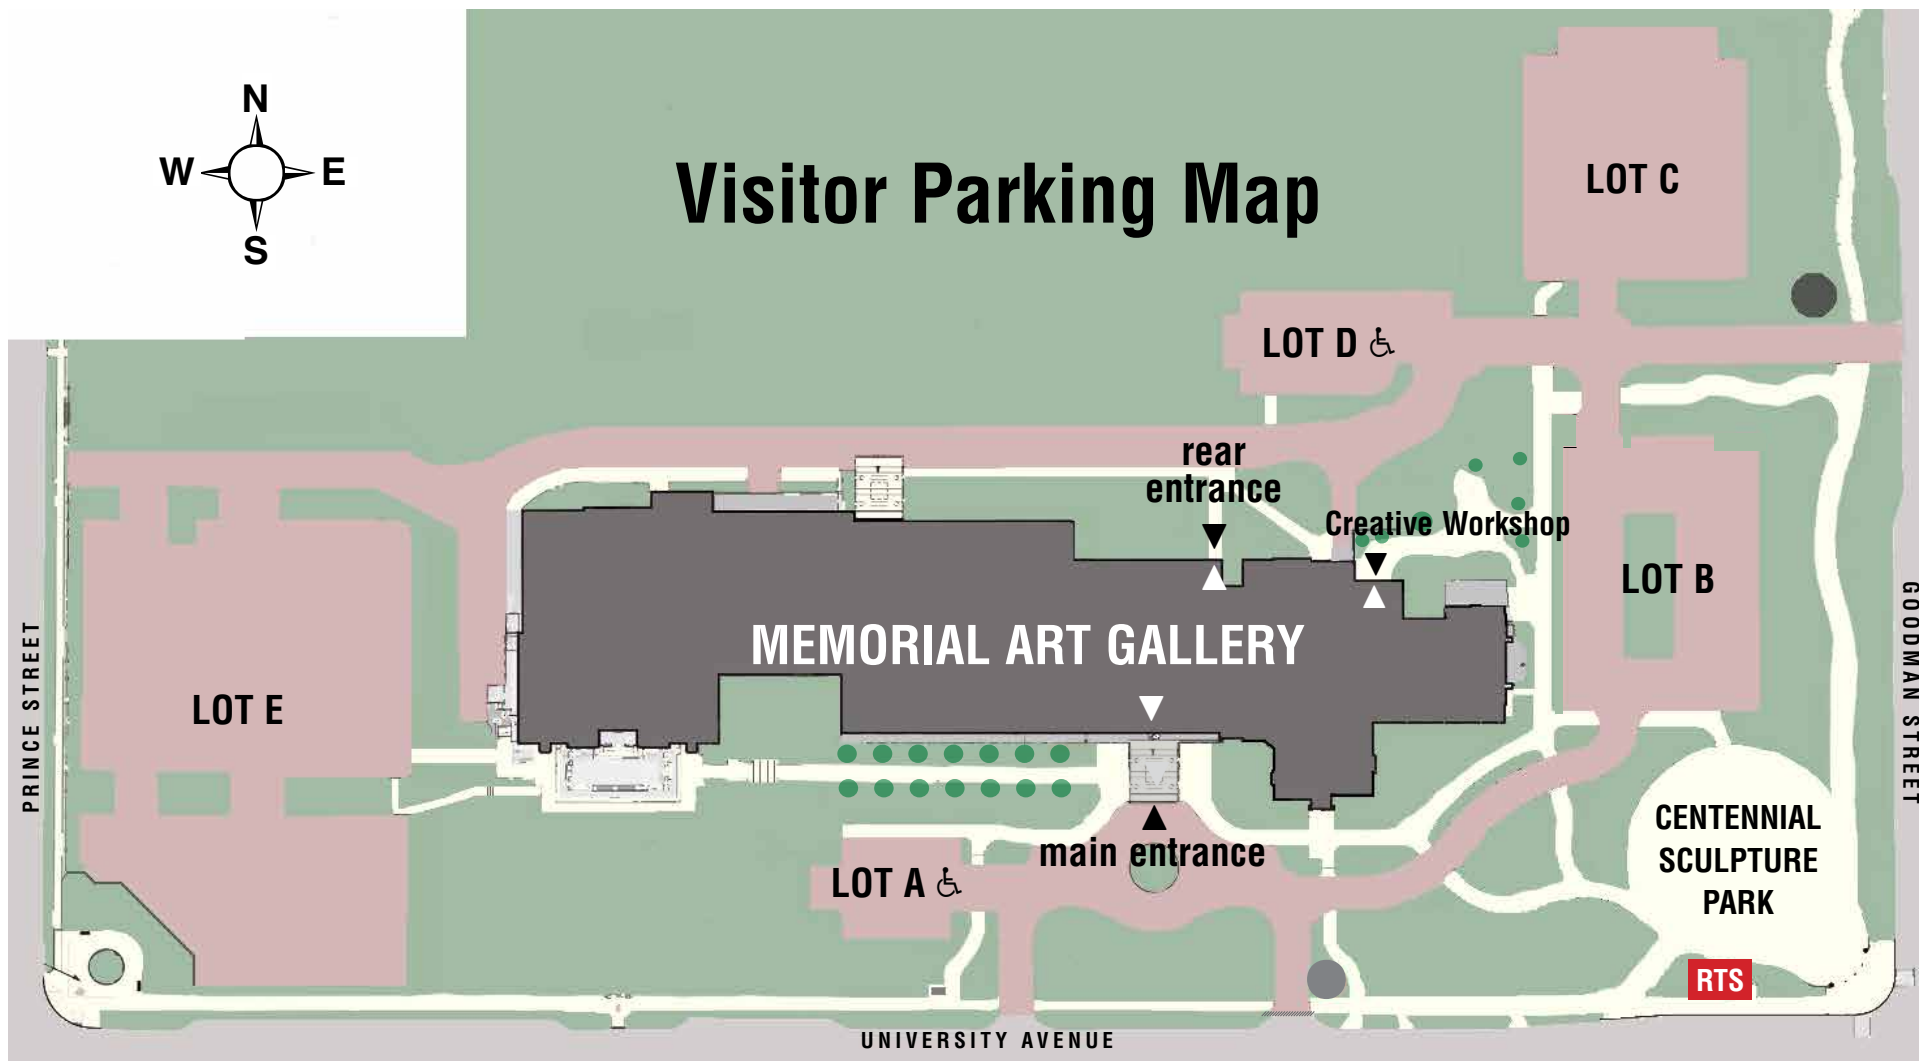 N
W E
S
Visitor Parking Map
LOT C
LOT D
rear
entrance
Creative Workshop
LOT B
MEMORIAL ART GALLERY
PRINCE STREET
GOODMAN STREET
LOT E
CENTENNIAL
SCULPTURE
PARK
main entrance
LOT A
RTS
UNIVERSITY AVENUE